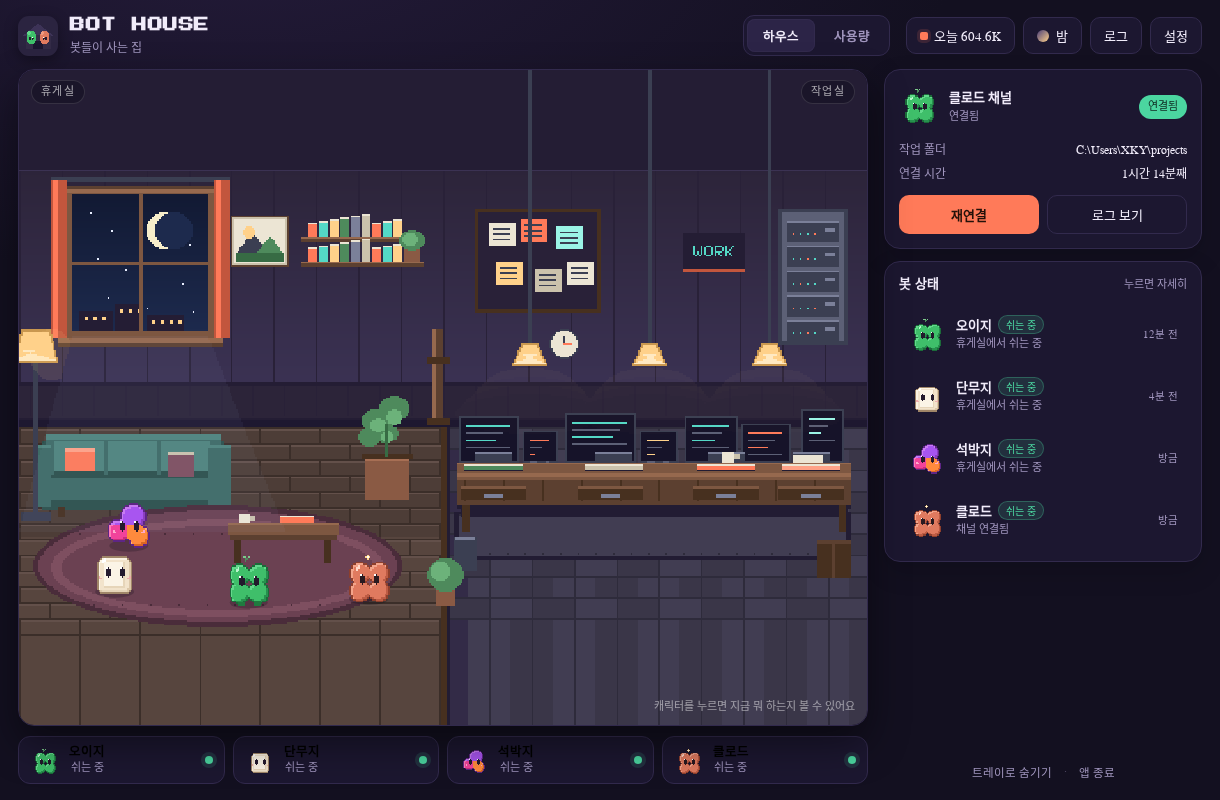 BOT HOUSE
봇들이 사는 집
하우스
사용량
오늘 604.6K
밤
로그
설정
휴게실
작업실
WORK
캐릭터를 누르면 지금 뭐 하는지 볼 수 있어요
클로드 채널
연결됨
연결됨
작업 폴더
C:\Users\XKY\projects
연결 시간
1시간 14분째
재연결
로그 보기
봇 상태
누르면 자세히
오이지
쉬는 중
휴게실에서 쉬는 중
12분 전
단무지
쉬는 중
휴게실에서 쉬는 중
4분 전
석박지
쉬는 중
휴게실에서 쉬는 중
방금
클로드
쉬는 중
채널 연결됨
방금
오이지
쉬는 중
단무지
쉬는 중
석박지
쉬는 중
클로드
쉬는 중
트레이로 숨기기 · 앱 종료